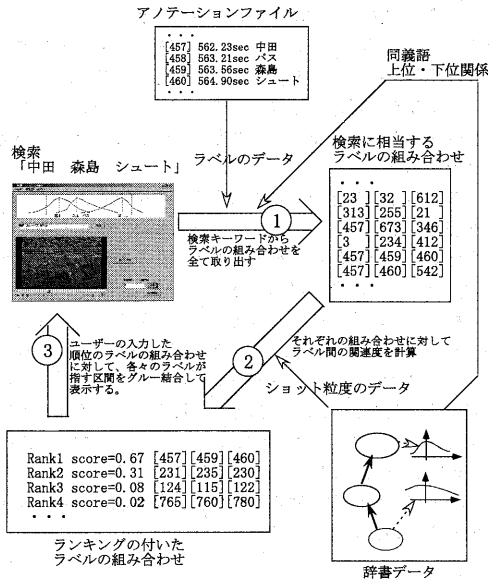 アノテーションファイル
・・・
[457] 562.23sec 中田
[458] 563.21sec パス
[459] 563.56sec 森島
[460] 564.90sec シュート
・・・
同義語
上位・下位関係
検索
「中田 森島 シュート」
ラベルのデータ
検索に相当する
ラベルの組み合わせ
①
検索キーワードから
ラベルの組み合わせを
全て取り出す
・・・
[23 ][32 ][612]
[313][255][21 ]
[457][673][346]
[3 ][234][412]
[457][459][460]
[457][460][542]
・・・
③
ユーザーの入力した
順位のラベルの組み合わせ
に対して、各々のラベルが
指す区間をグルー結合して
表示する。
②
それぞれの組み合わせに対して
ラベル間の関連度を計算
ショット粒度のデータ
Rank1 score=0.67 [457][459][460]
Rank2 score=0.31 [231][235][230]
Rank3 score=0.08 [124][115][122]
Rank4 score=0.02 [765][760][780]
・・・
ランキングの付いた
ラベルの組み合わせ
辞書データ